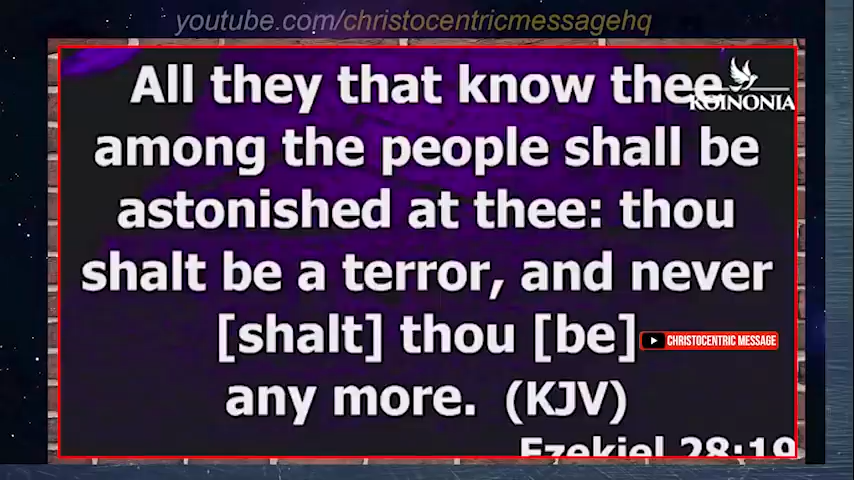 youtube.com/christocentricmessagehq
All they that know thee
KOINONIA
among the people shall be
astonished at thee: thou
shalt be a terror, and never
[shalt] thou [be]
CHRISTOCENTRIC MESSAGE
any more. (KJV)
Ezekiel 28:19